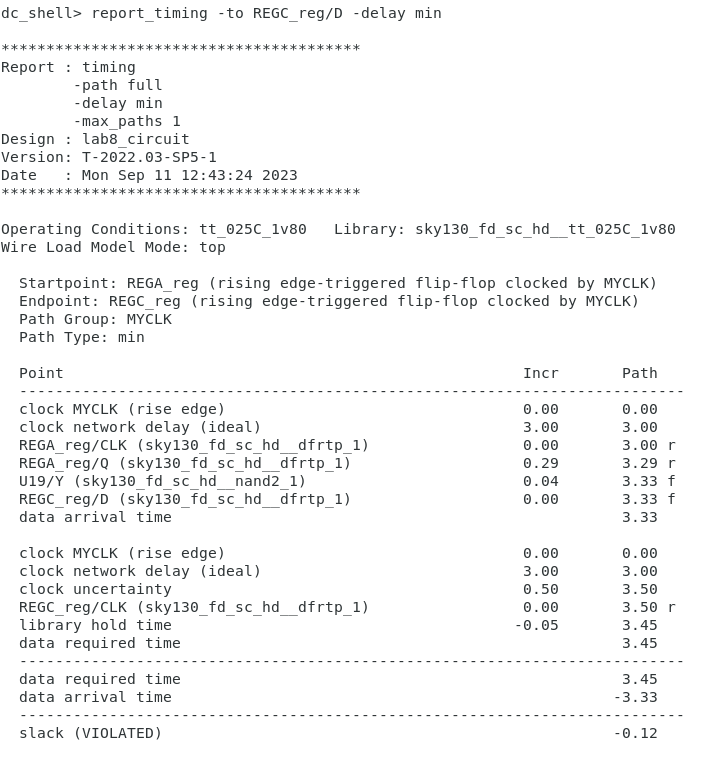 dc_shell> report_timing -to REGC_reg/D -delay min
****************************************
Report : timing
        -path full
        -delay min
        -max_paths 1
Design : lab8_circuit
Version: T-2022.03-SP5-1
Date   : Mon Sep 11 12:43:24 2023
****************************************
Operating Conditions: tt_025C_1v80   Library: sky130_fd_sc_hd__tt_025C_1v80
Wire Load Model Mode: top
  Startpoint: REGA_reg (rising edge-triggered flip-flop clocked by MYCLK)
  Endpoint: REGC_reg (rising edge-triggered flip-flop clocked by MYCLK)
  Path Group: MYCLK
  Path Type: min
  Point                                                   Incr       Path
  --------------------------------------------------------------------------
  clock MYCLK (rise edge)                                 0.00       0.00
  clock network delay (ideal)                             3.00       3.00
  REGA_reg/CLK (sky130_fd_sc_hd__dfrtp_1)                 0.00       3.00 r
  REGA_reg/Q (sky130_fd_sc_hd__dfrtp_1)                   0.29       3.29 r
  U19/Y (sky130_fd_sc_hd__nand2_1)                        0.04       3.33 f
  REGC_reg/D (sky130_fd_sc_hd__dfrtp_1)                   0.00       3.33 f
  data arrival time                                                  3.33
  clock MYCLK (rise edge)                                 0.00       0.00
  clock network delay (ideal)                             3.00       3.00
  clock uncertainty                                       0.50       3.50
  REGC_reg/CLK (sky130_fd_sc_hd__dfrtp_1)                 0.00       3.50 r
  library hold time                                      -0.05       3.45
  data required time                                                 3.45
  --------------------------------------------------------------------------
  data required time                                                 3.45
  data arrival time                                                 -3.33
  --------------------------------------------------------------------------
  slack (VIOLATED)                                                  -0.12